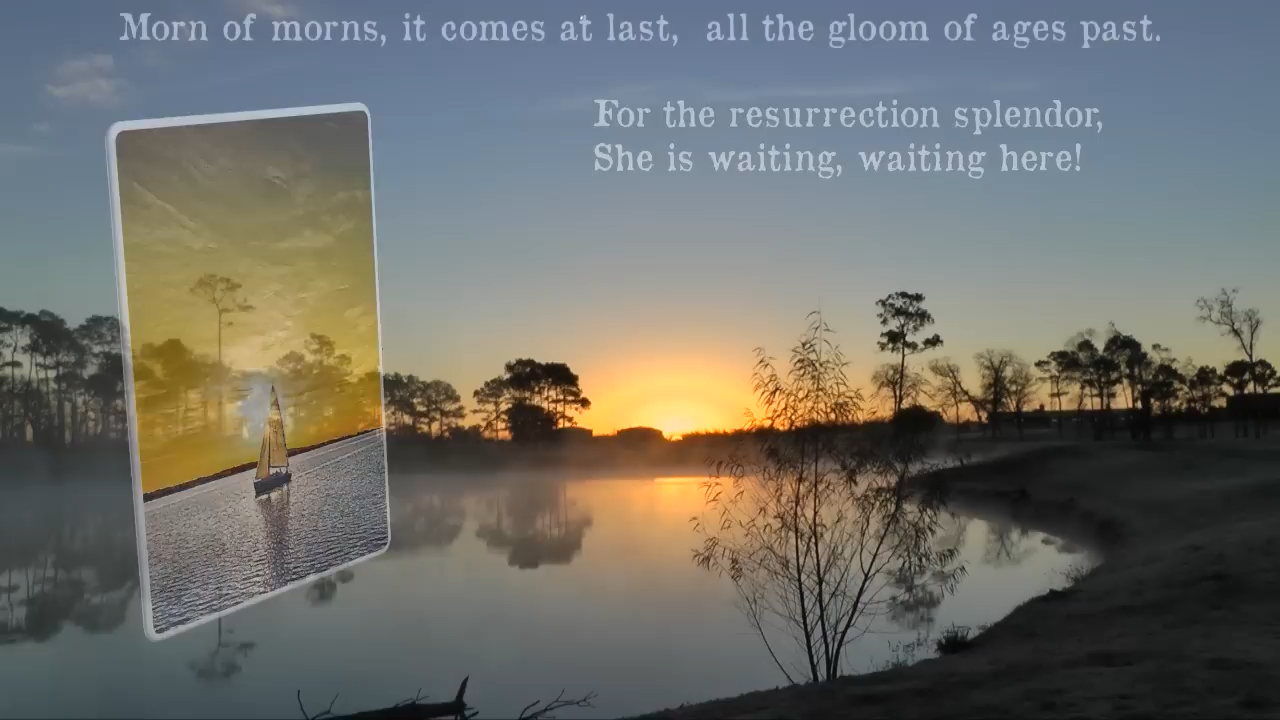 Morn of morns, it comes at last, all the gloom of ages past.
For the resurrection splendor,
She is waiting, waiting here!